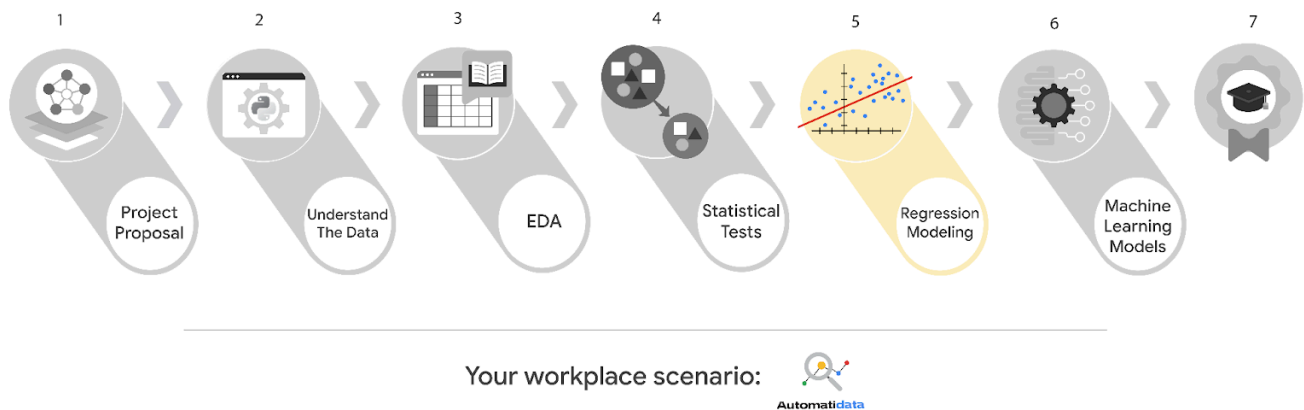 1
2
3
4
5
6
7
Project
Proposal
Understand
The Data
EDA
Statistical
Tests
Regression
Modeling
Machine
Learning
Models
Your workplace scenario:
Automatidata